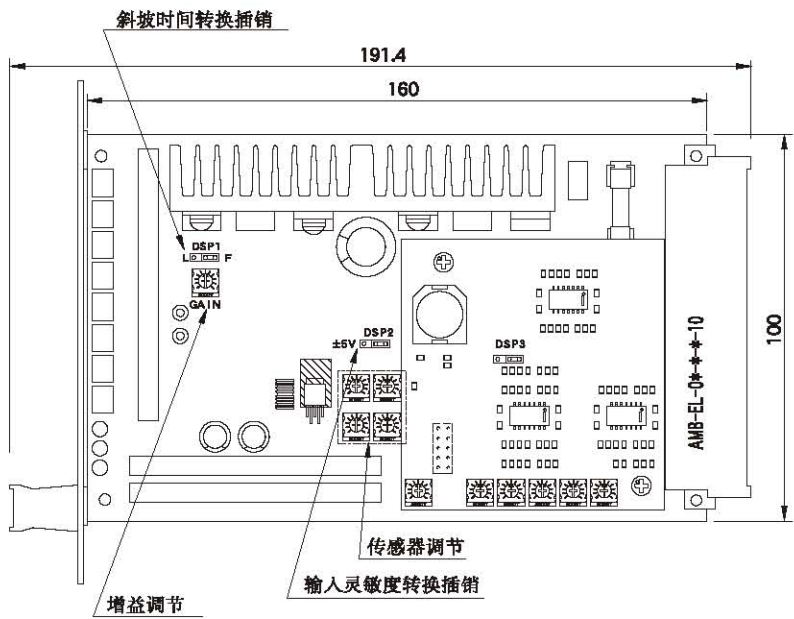 斜坡时间转换插销
191.4
160
DSP1
L F
GAIN
DSP2
±5V
DSP3
AMB-EL-0*-*-*-10
100
传感器调节
输入灵敏度转换插销
增益调节